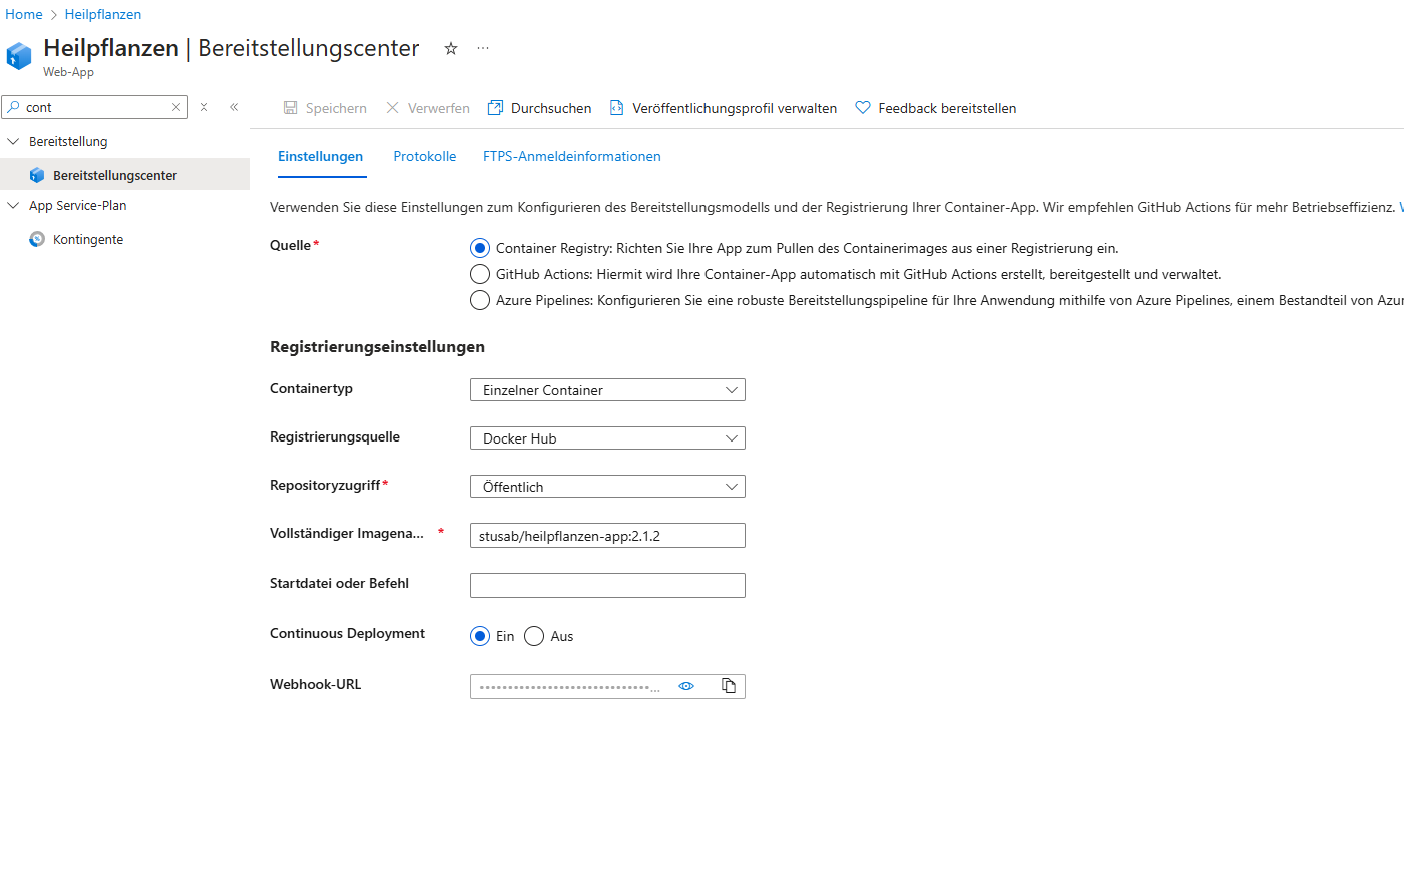 Home > Heilpflanzen
Heilpflanzen | Bereitstellungscenter
Web-App
cont
Speichern Verwerfen Durchsuchen Veröffentlichungsprofil verwalten Feedback bereitstellen
Bereitstellung
Bereitstellungscenter
App Service-Plan
Kontingente
Einstellungen Protokolle FTPS-Anmeldeinformationen
Verwenden Sie diese Einstellungen zum Konfigurieren des Bereitstellungsmodells und der Registrierung Ihrer Container-App. Wir empfehlen GitHub Actions für mehr Betriebseffizienz.
Quelle*
Container Registry: Richten Sie Ihre App zum Pullen des Containerimages aus einer Registrierung ein.
GitHub Actions: Hiermit wird Ihre Container-App automatisch mit GitHub Actions erstellt, bereitgestellt und verwaltet.
Azure Pipelines: Konfigurieren Sie eine robuste Bereitstellungspipeline für Ihre Anwendung mithilfe von Azure Pipelines, einem Bestandteil von
Registrierungseinstellungen
Containertyp Einzelner Container
Registrierungsquelle Docker Hub
Repositoryzugriff* Öffentlich
Vollständiger Imagena... * stusab/heilpflanzen-app:2.1.2
Startdatei oder Befehl
Continuous Deployment Ein Aus
Webhook-URL ••••••••••••••••••••••••••••••...